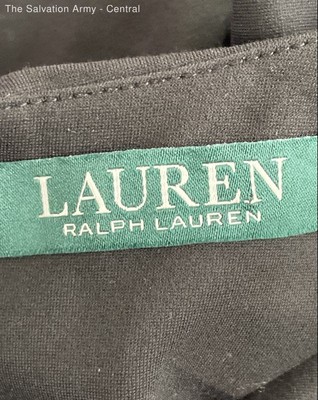 The Salvation Army - Central
LAUREN
RALPH LAUREN